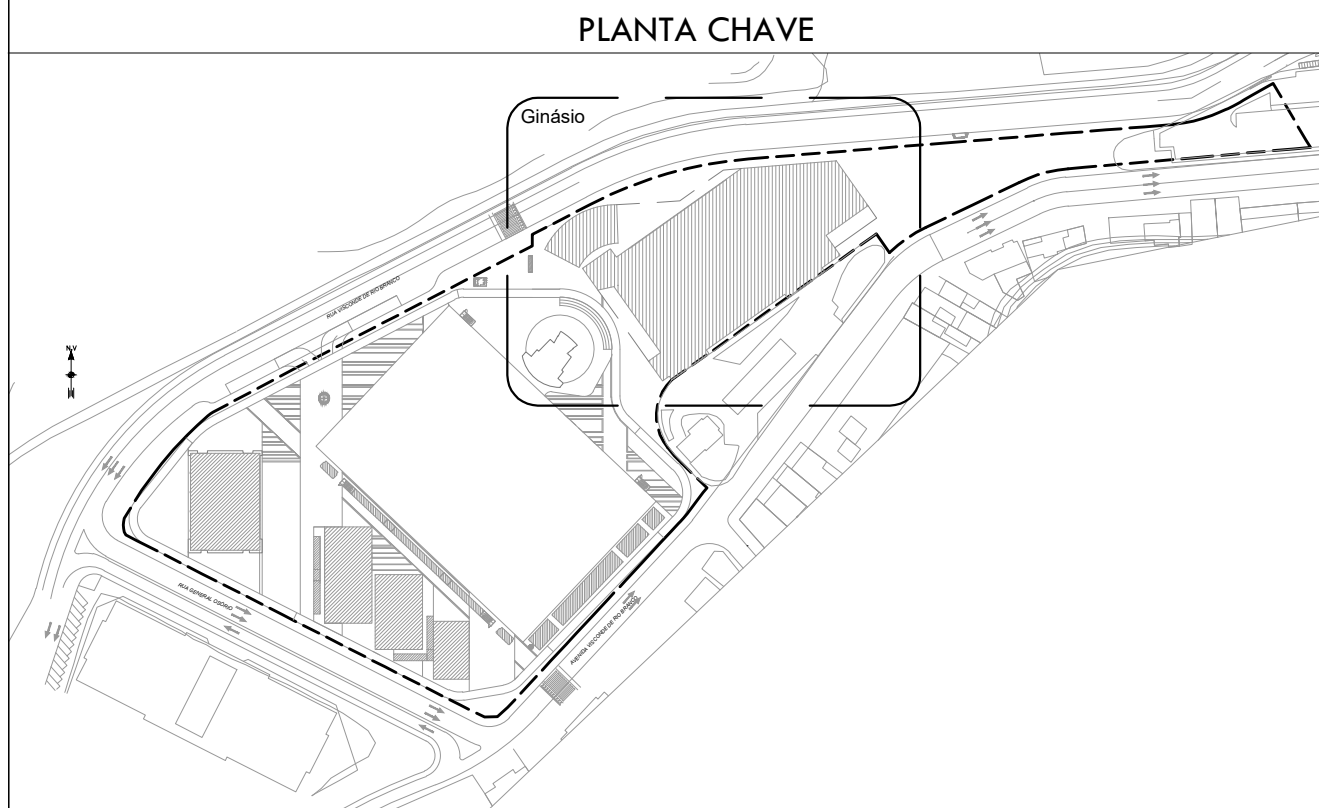 PLANTA CHAVE
Ginásio
RUA VISCONDE DE RIO BRANCO
N.V
RUA GENERAL OSÓRIO
AVENIDA VISCONDE DE RIO BRANCO